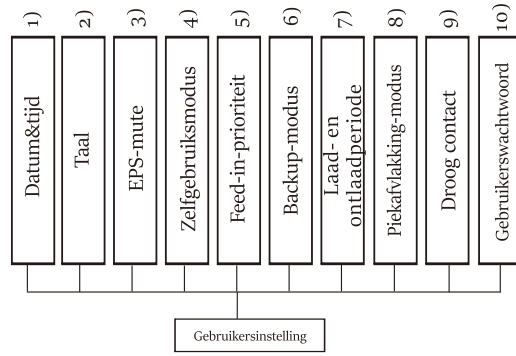 1)
Datum&tijd
2)
Taal
3)
EPS-mute
4)
Zelfgebruiksmodus
5)
Feed-in-prioriteit
6)
Backup-modus
7)
Laad- en
ontlaadperiode
8)
Piekafvlakking-modus
9)
Droog contact
10)
Gebruikerswachtwoord
Gebruikersinstelling